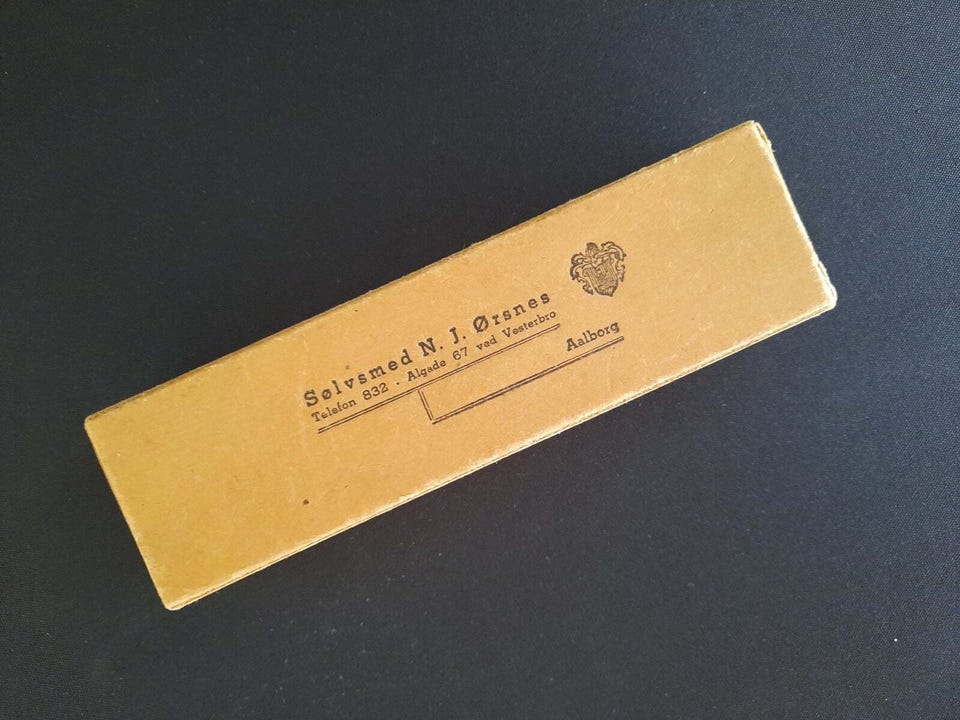 Sølvsmed N. J. Ørsnes
Telefon 832 . Algade 67 ved Vesterbro
Aalborg